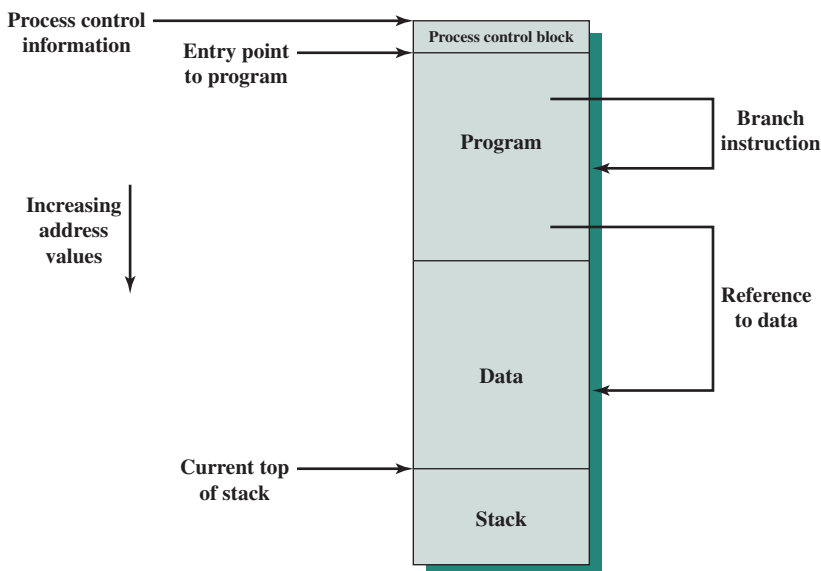 Process control
information
Process control block
Entry point
to program
Program
Branch
instruction
Increasing
address
values
Reference
to data
Data
Current top
of stack
Stack